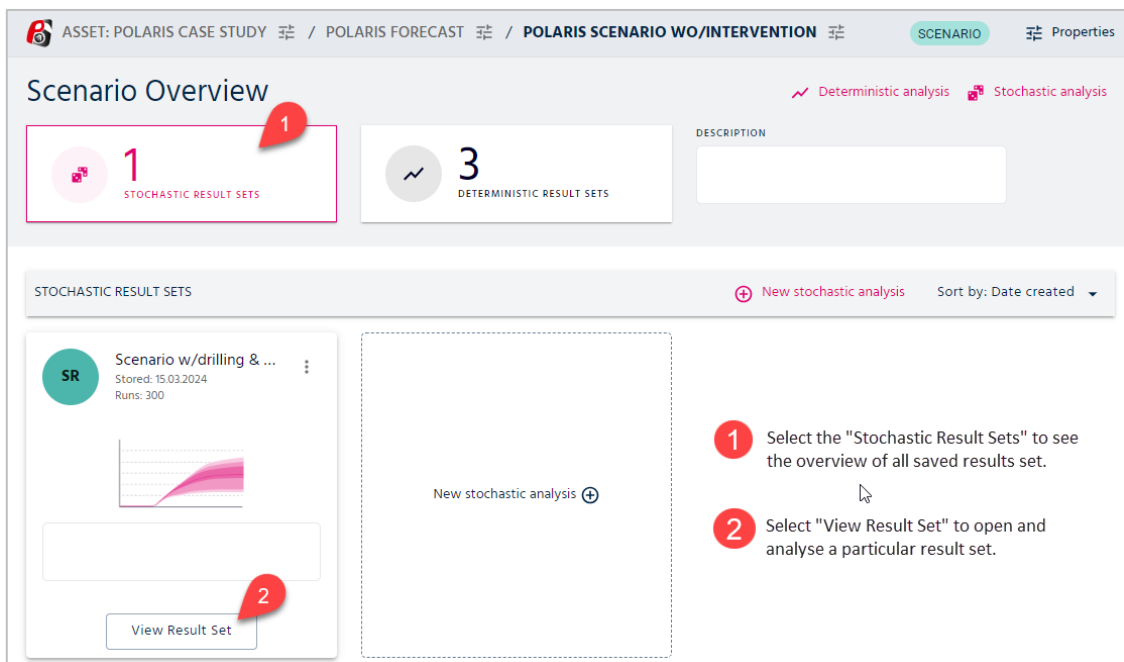 ASSET: POLARIS CASE STUDY / POLARIS FORECAST / POLARIS SCENARIO WO/INTERVENTION SCENARIO Properties
Scenario Overview
Deterministic analysis Stochastic analysis
1
1
STOCHASTIC RESULT SETS
3
DETERMINISTIC RESULT SETS
DESCRIPTION
STOCHASTIC RESULT SETS
New stochastic analysis Sort by: Date created
SR
Scenario w/drilling & ...
Stored: 15.03.2024
Runs: 300
2
View Result Set
New stochastic analysis
1 Select the "Stochastic Result Sets" to see
the overview of all saved results set.
2 Select "View Result Set" to open and
analyse a particular result set.